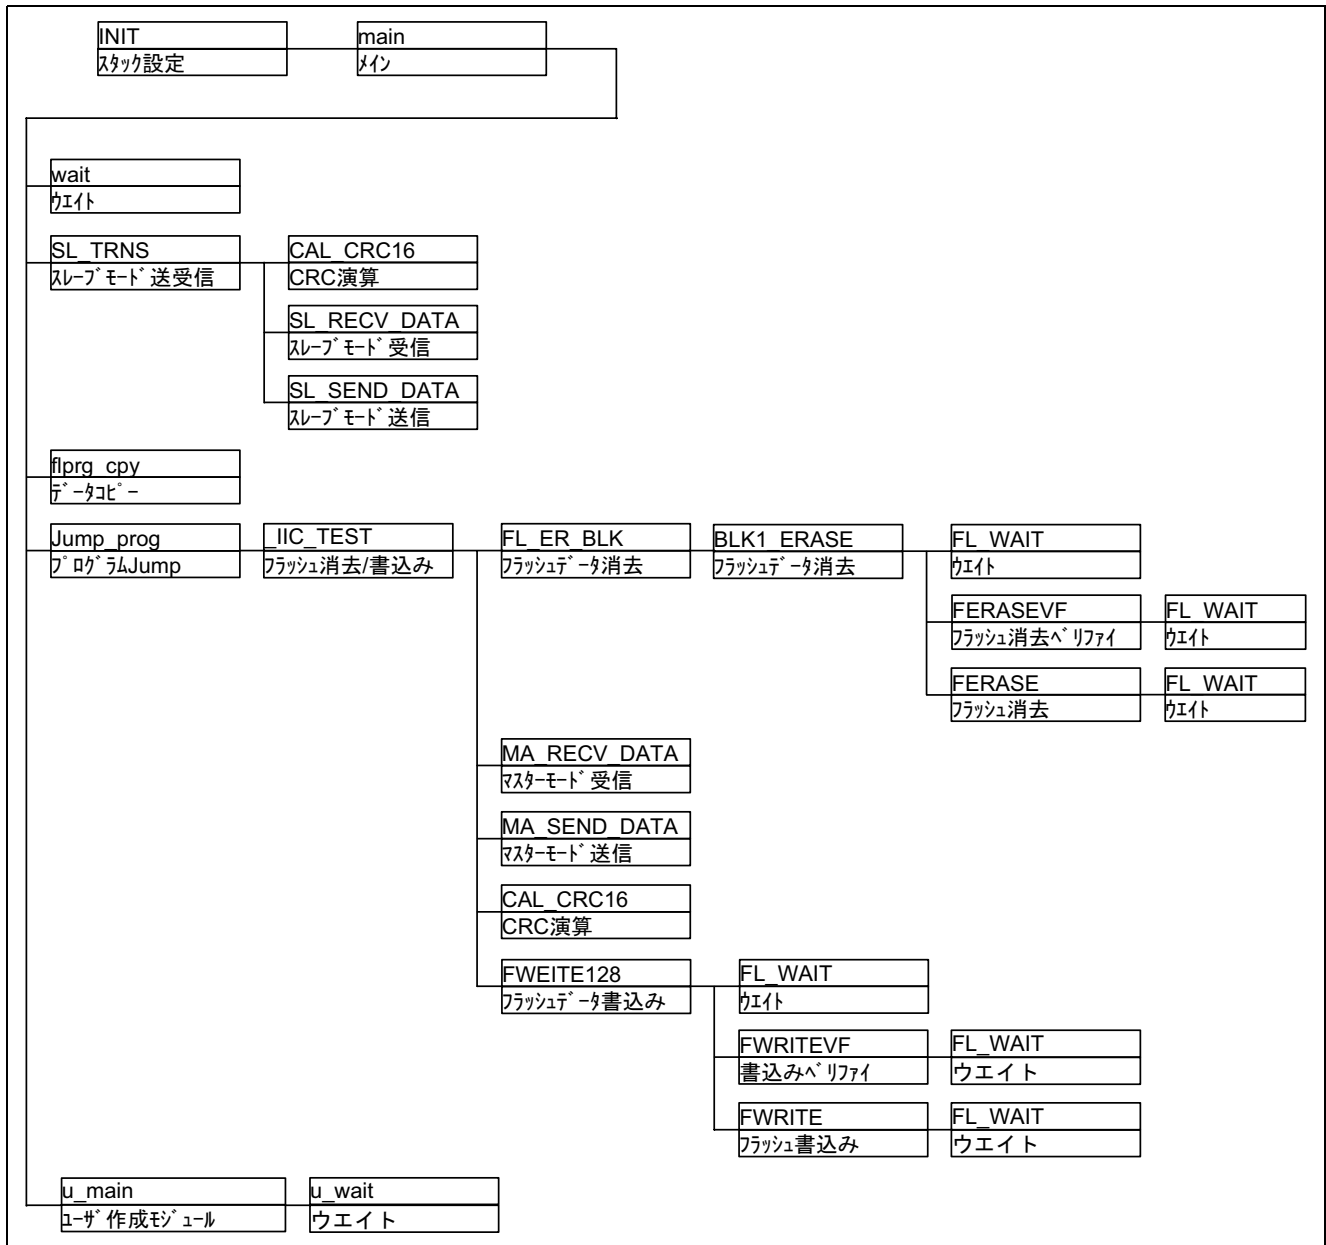 INIT
ｽﾀｯｸ設定
main
ﾒｲﾝ
wait
ｳｴｲﾄ
SL_TRNS
ｽﾚｰﾌﾞﾓｰﾄﾞ送受信
CAL_CRC16
CRC演算
SL_RECV_DATA
ｽﾚｰﾌﾞﾓｰﾄﾞ受信
SL_SEND_DATA
ｽﾚｰﾌﾞﾓｰﾄﾞ送信
flprg_cpy
ﾃﾞｰﾀｺﾋﾟｰ
Jump_prog
ﾌﾟﾛｸﾞﾗﾑJump
_IIC_TEST
ﾌﾗｯｼｭ消去/書込み
FL_ER_BLK
ﾌﾗｯｼｭﾃﾞｰﾀ消去
BLK1_ERASE
ﾌﾗｯｼｭﾃﾞｰﾀ消去
FL_WAIT
ｳｴｲﾄ
FERASEVF
ﾌﾗｯｼｭ消去ﾍﾞﾘﾌｧｲ
FL_WAIT
ｳｴｲﾄ
FERASE
ﾌﾗｯｼｭ消去
FL_WAIT
ｳｴｲﾄ
MA_RECV_DATA
ﾏｽﾀｰﾓｰﾄﾞ受信
MA_SEND_DATA
ﾏｽﾀｰﾓｰﾄﾞ送信
CAL_CRC16
CRC演算
FWEITE128
ﾌﾗｯｼｭﾃﾞｰﾀ書込み
FL_WAIT
ｳｴｲﾄ
FWRITEVF
書込みﾍﾞﾘﾌｧｲ
FL_WAIT
ウエイト
FWRITE
ﾌﾗｯｼｭ書込み
FL_WAIT
ウエイト
u_main
ﾕｰｻﾞ作成ﾓｼﾞｭｰﾙ
u_wait
ウエイト